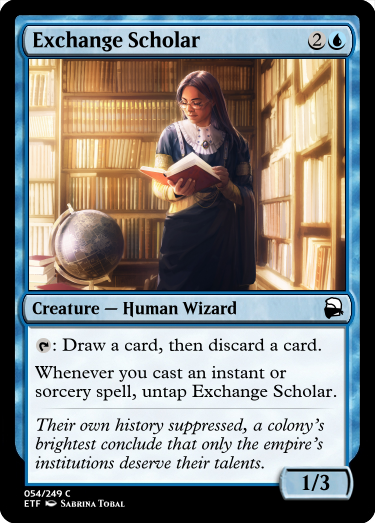 Exchange Scholar 2
Creature — Human Wizard
: Draw a card, then discard a card.
Whenever you cast an instant or
sorcery spell, untap Exchange Scholar.
Their own history suppressed, a colony's
brightest conclude that only the empire's
institutions deserve their talents.
1/3
054/249 C
ETF Sabrina Tobal